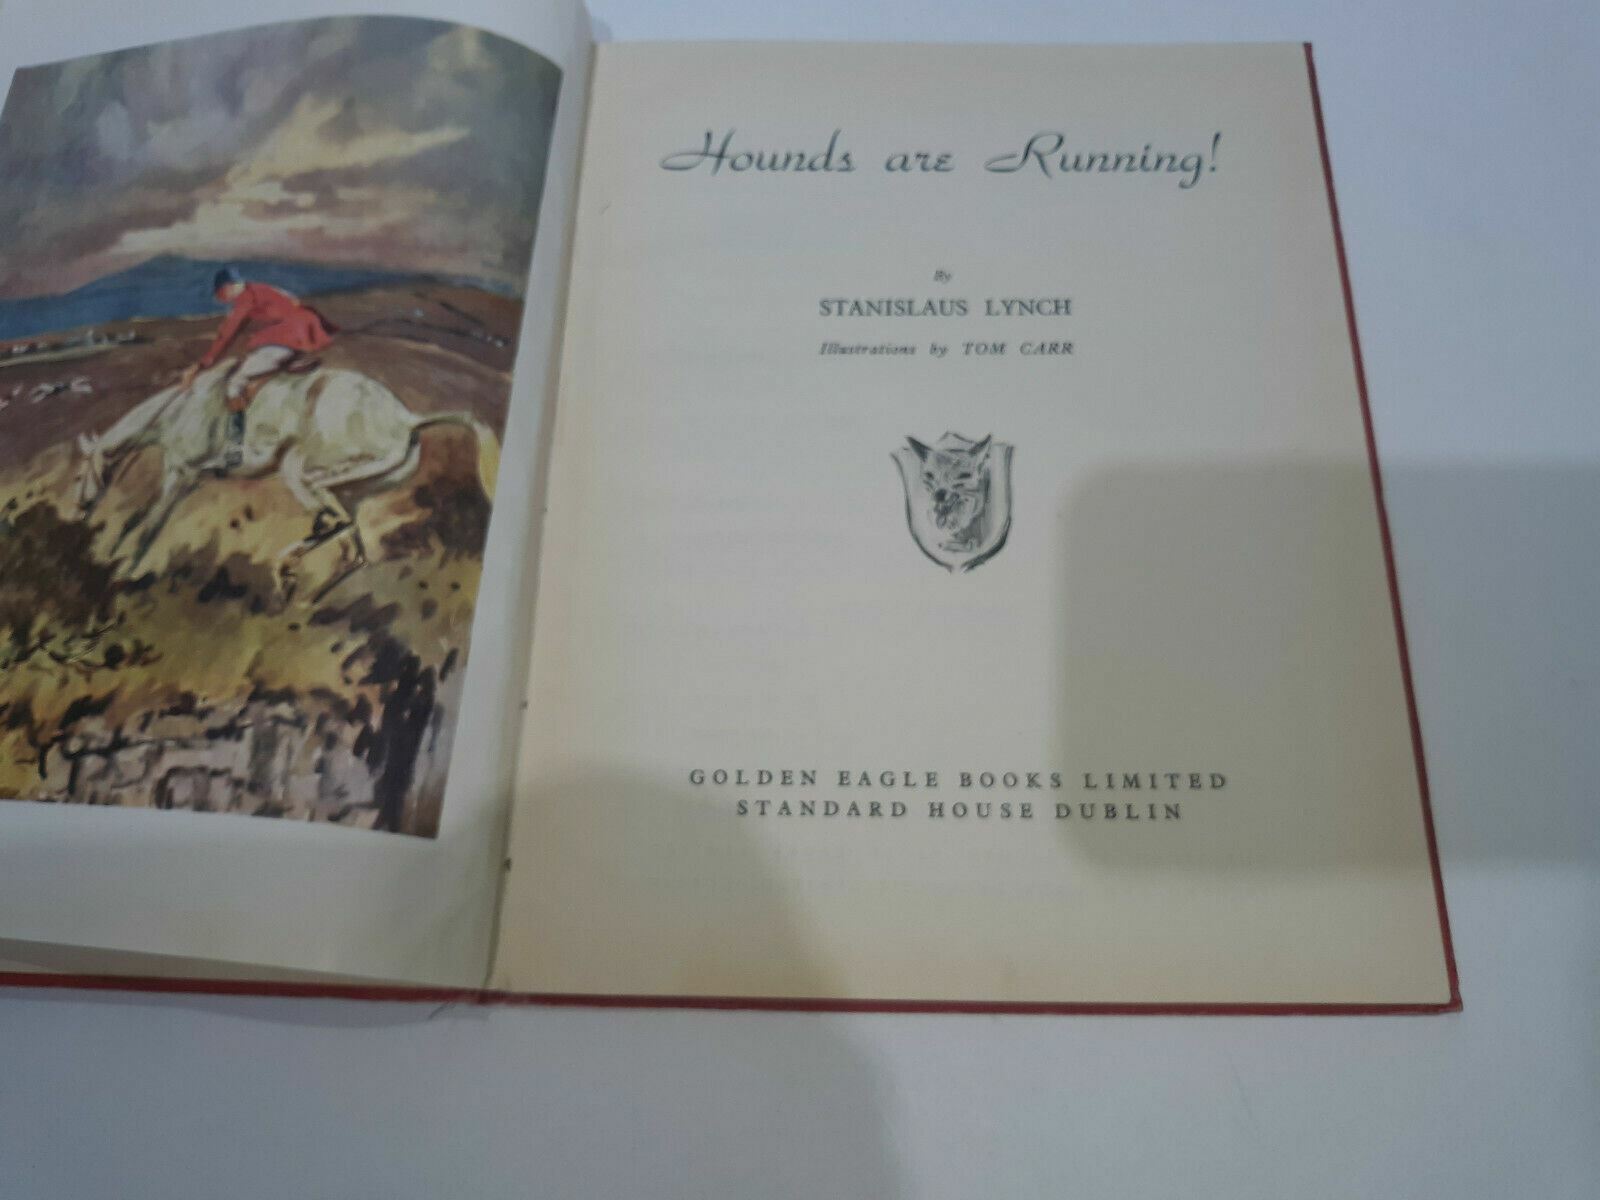 Hounds are Running!
By
STANISLAUS LYNCH
Illustrations by TOM CARR
GOLDEN EAGLE BOOKS LIMITED
STANDARD HOUSE DUBLIN